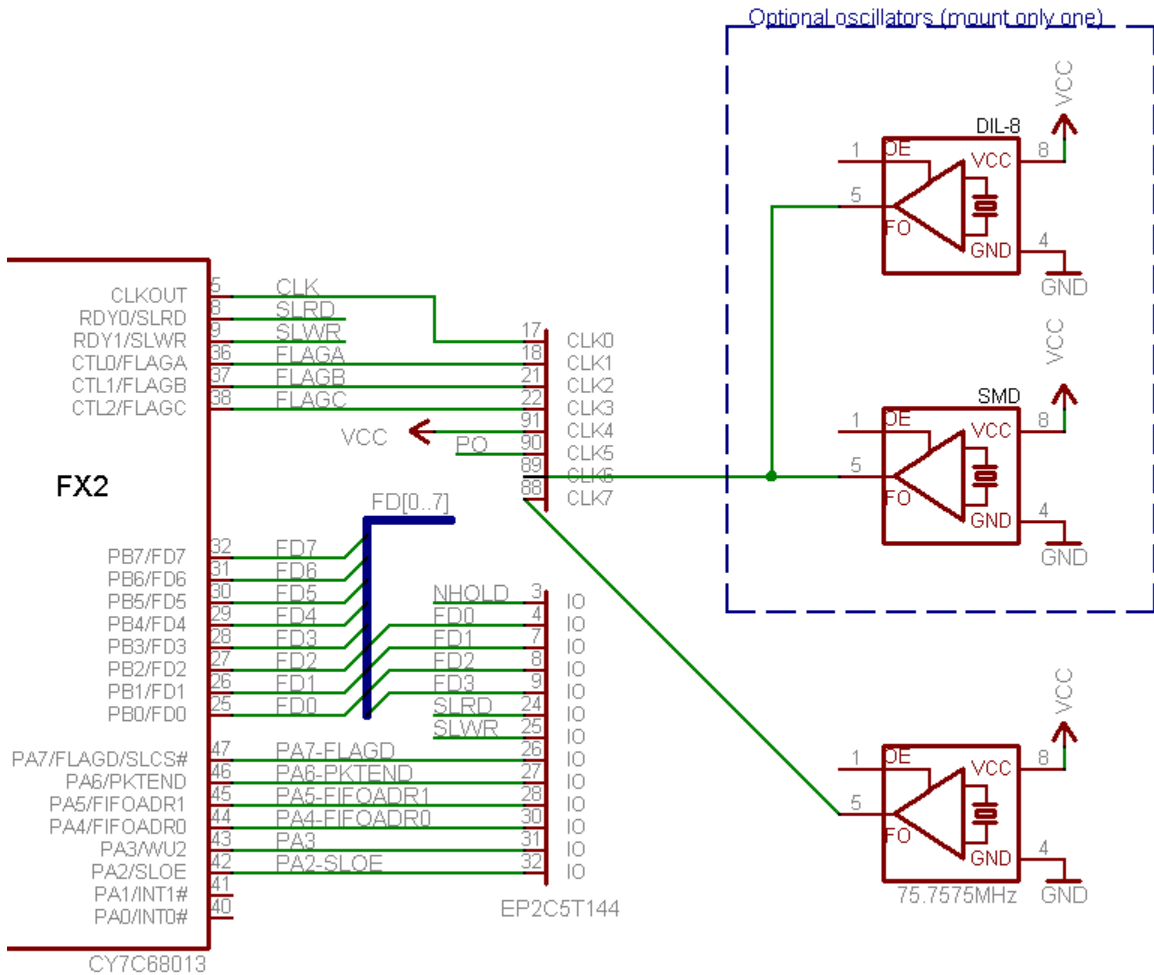 Optional oscillators (mount only one)
DIL-8
VCC
1
OE
VCC
8
5
FO
GND
4
GND
SMD
VCC
1
OE
VCC
8
5
FO
GND
4
GND
VCC
1
OE
VCC
8
5
FO
GND
4
75.7575MHz
GND
FX2
CLKOUT 5 CLK
RDY0/SLRD 8 SLRD
RDY1/SLWR 9 SLWR
CTL0/FLAGA 36 FLAGA
CTL1/FLAGB 37 FLAGB
CTL2/FLAGC 38 FLAGC
17 CLK0
18 CLK1
21 CLK2
22 CLK3
VCC 91 CLK4
PO 90 CLK5
89 CLK6
88 CLK7
FD[0..7]
PB7/FD7 32 FD7
PB6/FD6 31 FD6
PB5/FD5 30 FD5
PB4/FD4 29 FD4
PB3/FD3 28 FD3
PB2/FD2 27 FD2
PB1/FD1 26 FD1
PB0/FD0 25 FD0
NHOLD 3 IO
FD0 4 IO
FD1 7 IO
FD2 8 IO
FD3 9 IO
SLRD 24 IO
SLWR 25 IO
PA7/FLAGD/SLCS# 47 PA7-FLAGD 26 IO
PA6/PKTEND 46 PA6-PKTEND 27 IO
PA5/FIFOADR1 45 PA5-FIFOADR1 28 IO
PA4/FIFOADR0 44 PA4-FIFOADR0 30 IO
PA3/WU2 43 PA3 31 IO
PA2/SLOE 42 PA2-SLOE 32 IO
PA1/INT1# 41
PA0/INT0# 40
EP2C5T144
CY7C68013